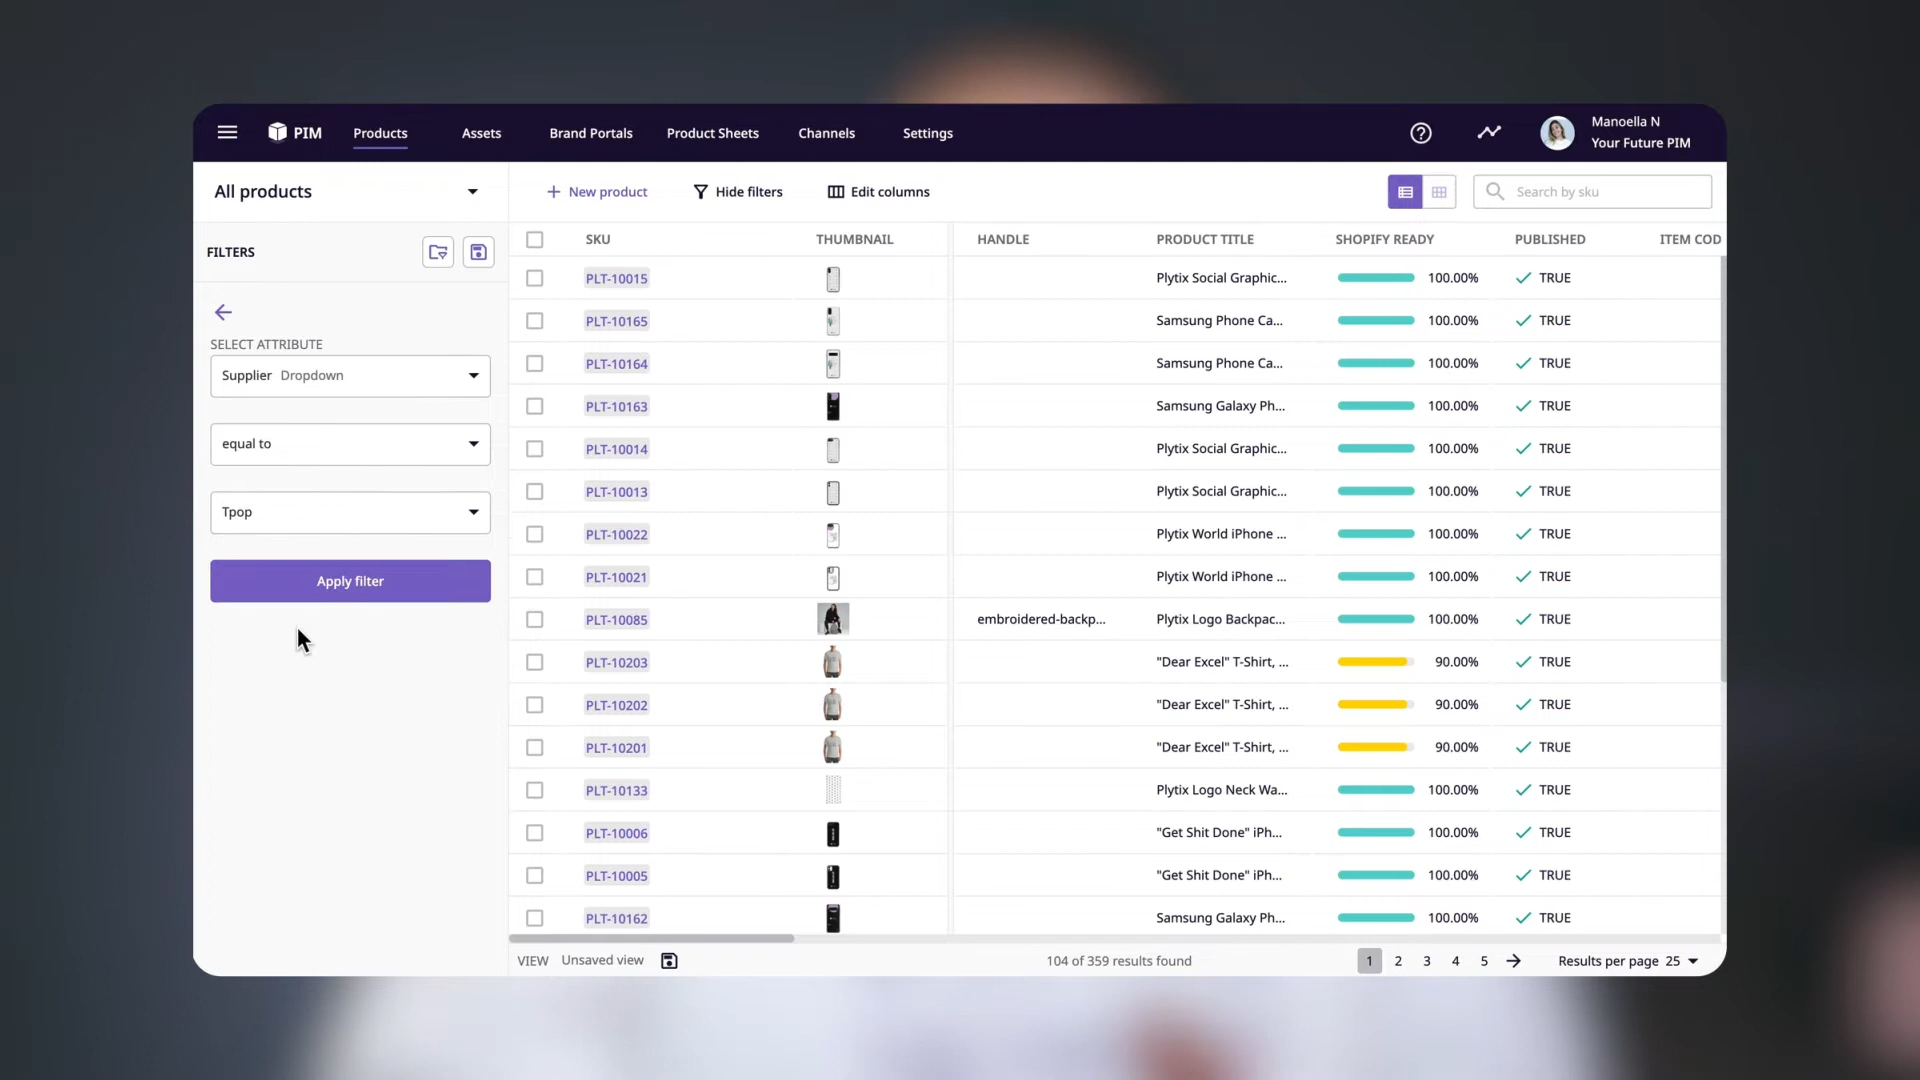 PIM Products Assets Brand Portals Product Sheets Channels Settings ? Manoella N
Your Future PIM
All products + New product Hide filters Edit columns Search by sku
FILTERS
SELECT ATTRIBUTE
Supplier Dropdown
equal to
Tpop
Apply filter
SKU THUMBNAIL HANDLE PRODUCT TITLE SHOPIFY READY PUBLISHED ITEM COD
PLT-10015 Plytix Social Graphic... 100.00% TRUE
PLT-10165 Samsung Phone Ca... 100.00% TRUE
PLT-10164 Samsung Phone Ca... 100.00% TRUE
PLT-10163 Samsung Galaxy Ph... 100.00% TRUE
PLT-10014 Plytix Social Graphic... 100.00% TRUE
PLT-10013 Plytix Social Graphic... 100.00% TRUE
PLT-10022 Plytix World iPhone ... 100.00% TRUE
PLT-10021 Plytix World iPhone ... 100.00% TRUE
PLT-10085 embroidered-backp... Plytix Logo Backpac... 100.00% TRUE
PLT-10203 "Dear Excel" T-Shirt, ... 90.00% TRUE
PLT-10202 "Dear Excel" T-Shirt, ... 90.00% TRUE
PLT-10201 "Dear Excel" T-Shirt, ... 90.00% TRUE
PLT-10133 Plytix Logo Neck Wa... 100.00% TRUE
PLT-10006 "Get Shit Done" iPh... 100.00% TRUE
PLT-10005 "Get Shit Done" iPh... 100.00% TRUE
PLT-10162 Samsung Galaxy Ph... 100.00% TRUE
VIEW Unsaved view 104 of 359 results found 1 2 3 4 5 Results per page 25